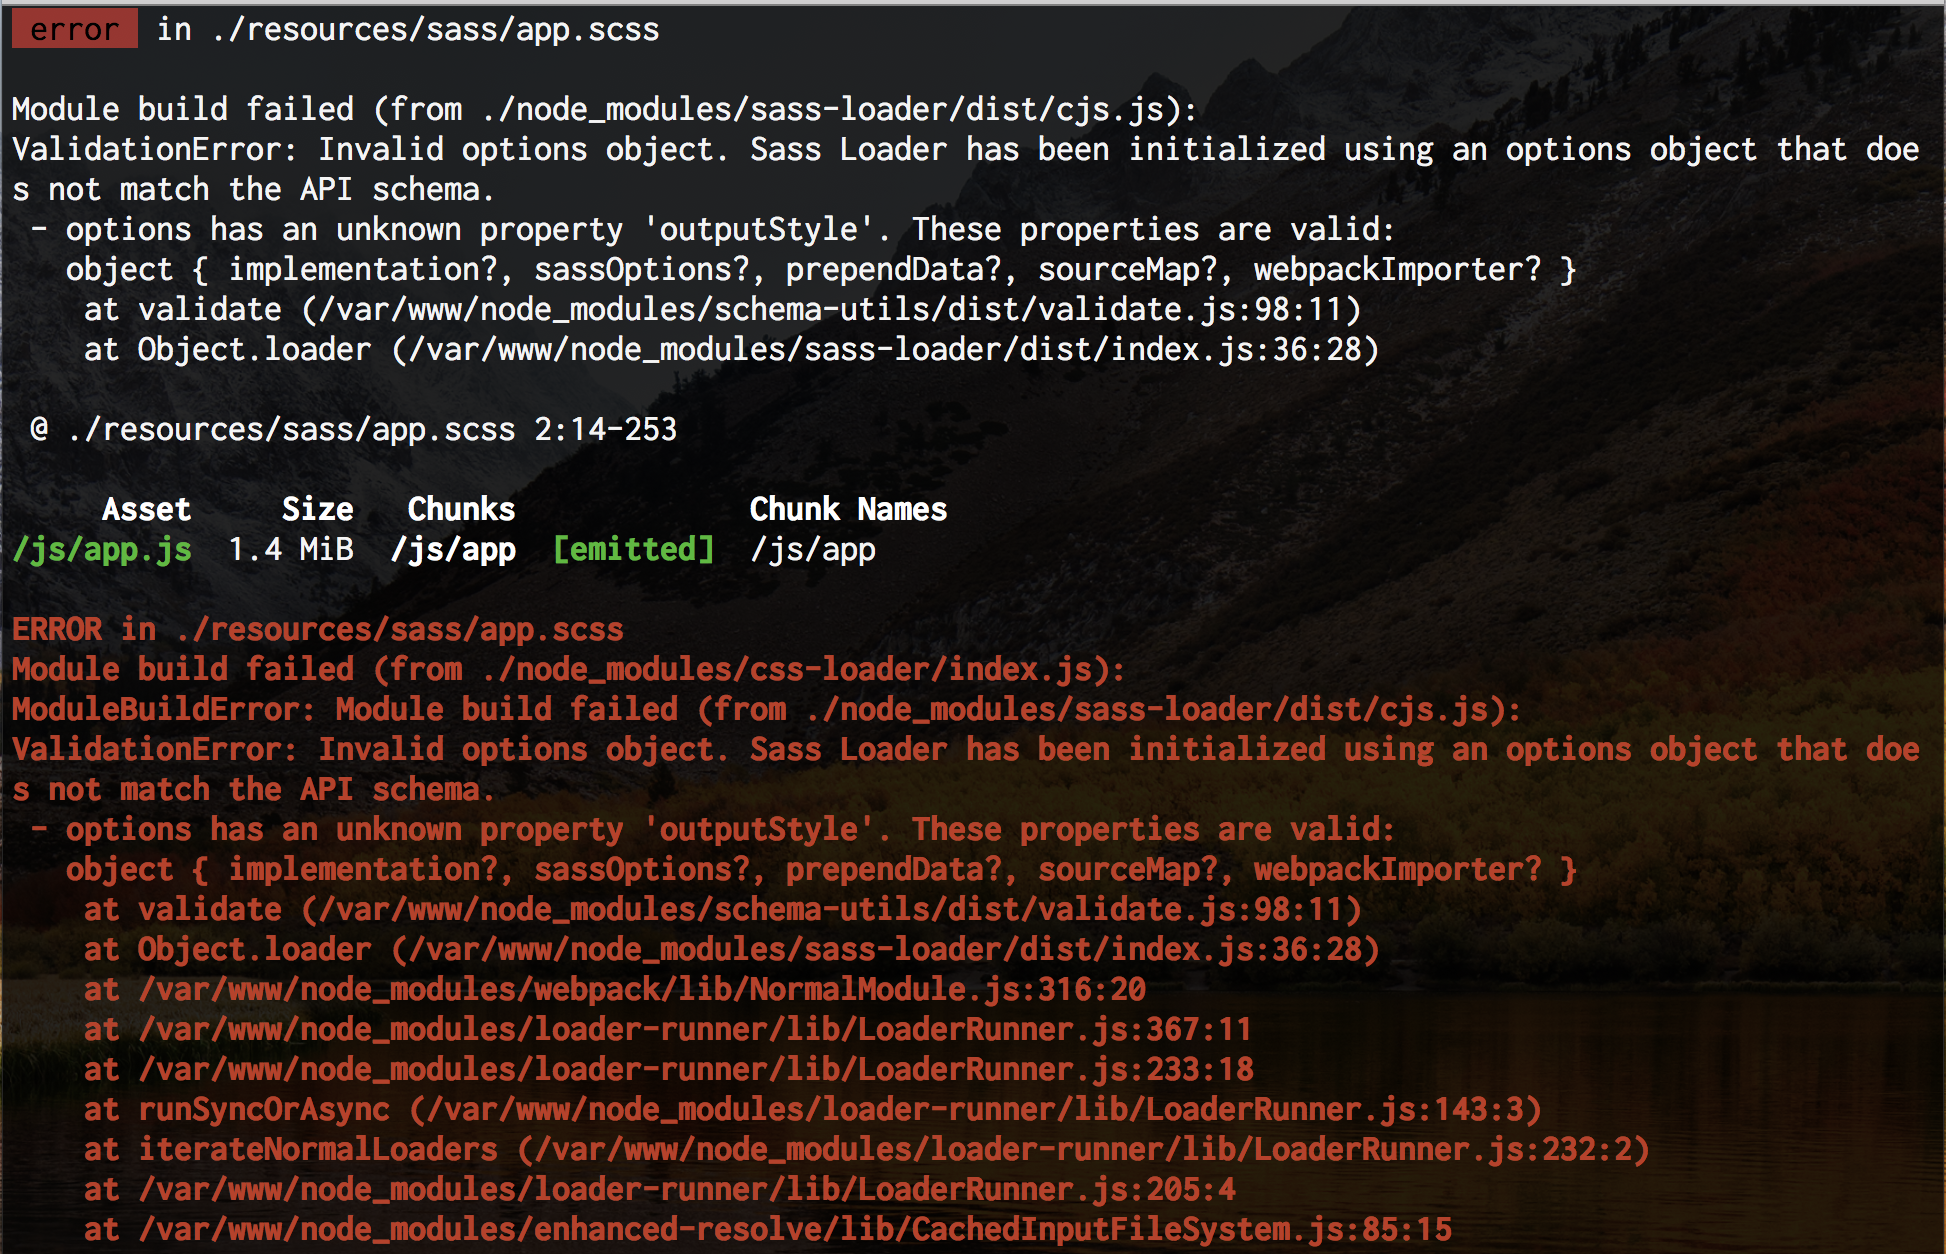 error in ./resources/sass/app.scss
Module build failed (from ./node_modules/sass-loader/dist/cjs.js):
ValidationError: Invalid options object. Sass Loader has been initialized using an options object that doe
s not match the API schema.
 - options has an unknown property 'outputStyle'. These properties are valid:
   object { implementation?, sassOptions?, prependData?, sourceMap?, webpackImporter? }
    at validate (/var/www/node_modules/schema-utils/dist/validate.js:98:11)
    at Object.loader (/var/www/node_modules/sass-loader/dist/index.js:36:28)
 @ ./resources/sass/app.scss 2:14-253
     Asset     Size   Chunks             Chunk Names
/js/app.js  1.4 MiB  /js/app  [emitted]  /js/app
ERROR in ./resources/sass/app.scss
Module build failed (from ./node_modules/css-loader/index.js):
ModuleBuildError: Module build failed (from ./node_modules/sass-loader/dist/cjs.js):
ValidationError: Invalid options object. Sass Loader has been initialized using an options object that doe
s not match the API schema.
 - options has an unknown property 'outputStyle'. These properties are valid:
   object { implementation?, sassOptions?, prependData?, sourceMap?, webpackImporter? }
    at validate (/var/www/node_modules/schema-utils/dist/validate.js:98:11)
    at Object.loader (/var/www/node_modules/sass-loader/dist/index.js:36:28)
    at /var/www/node_modules/webpack/lib/NormalModule.js:316:20
    at /var/www/node_modules/loader-runner/lib/LoaderRunner.js:367:11
    at /var/www/node_modules/loader-runner/lib/LoaderRunner.js:233:18
    at runSyncOrAsync (/var/www/node_modules/loader-runner/lib/LoaderRunner.js:143:3)
    at iterateNormalLoaders (/var/www/node_modules/loader-runner/lib/LoaderRunner.js:232:2)
    at /var/www/node_modules/loader-runner/lib/LoaderRunner.js:205:4
    at /var/www/node_modules/enhanced-resolve/lib/CachedInputFileSystem.js:85:15